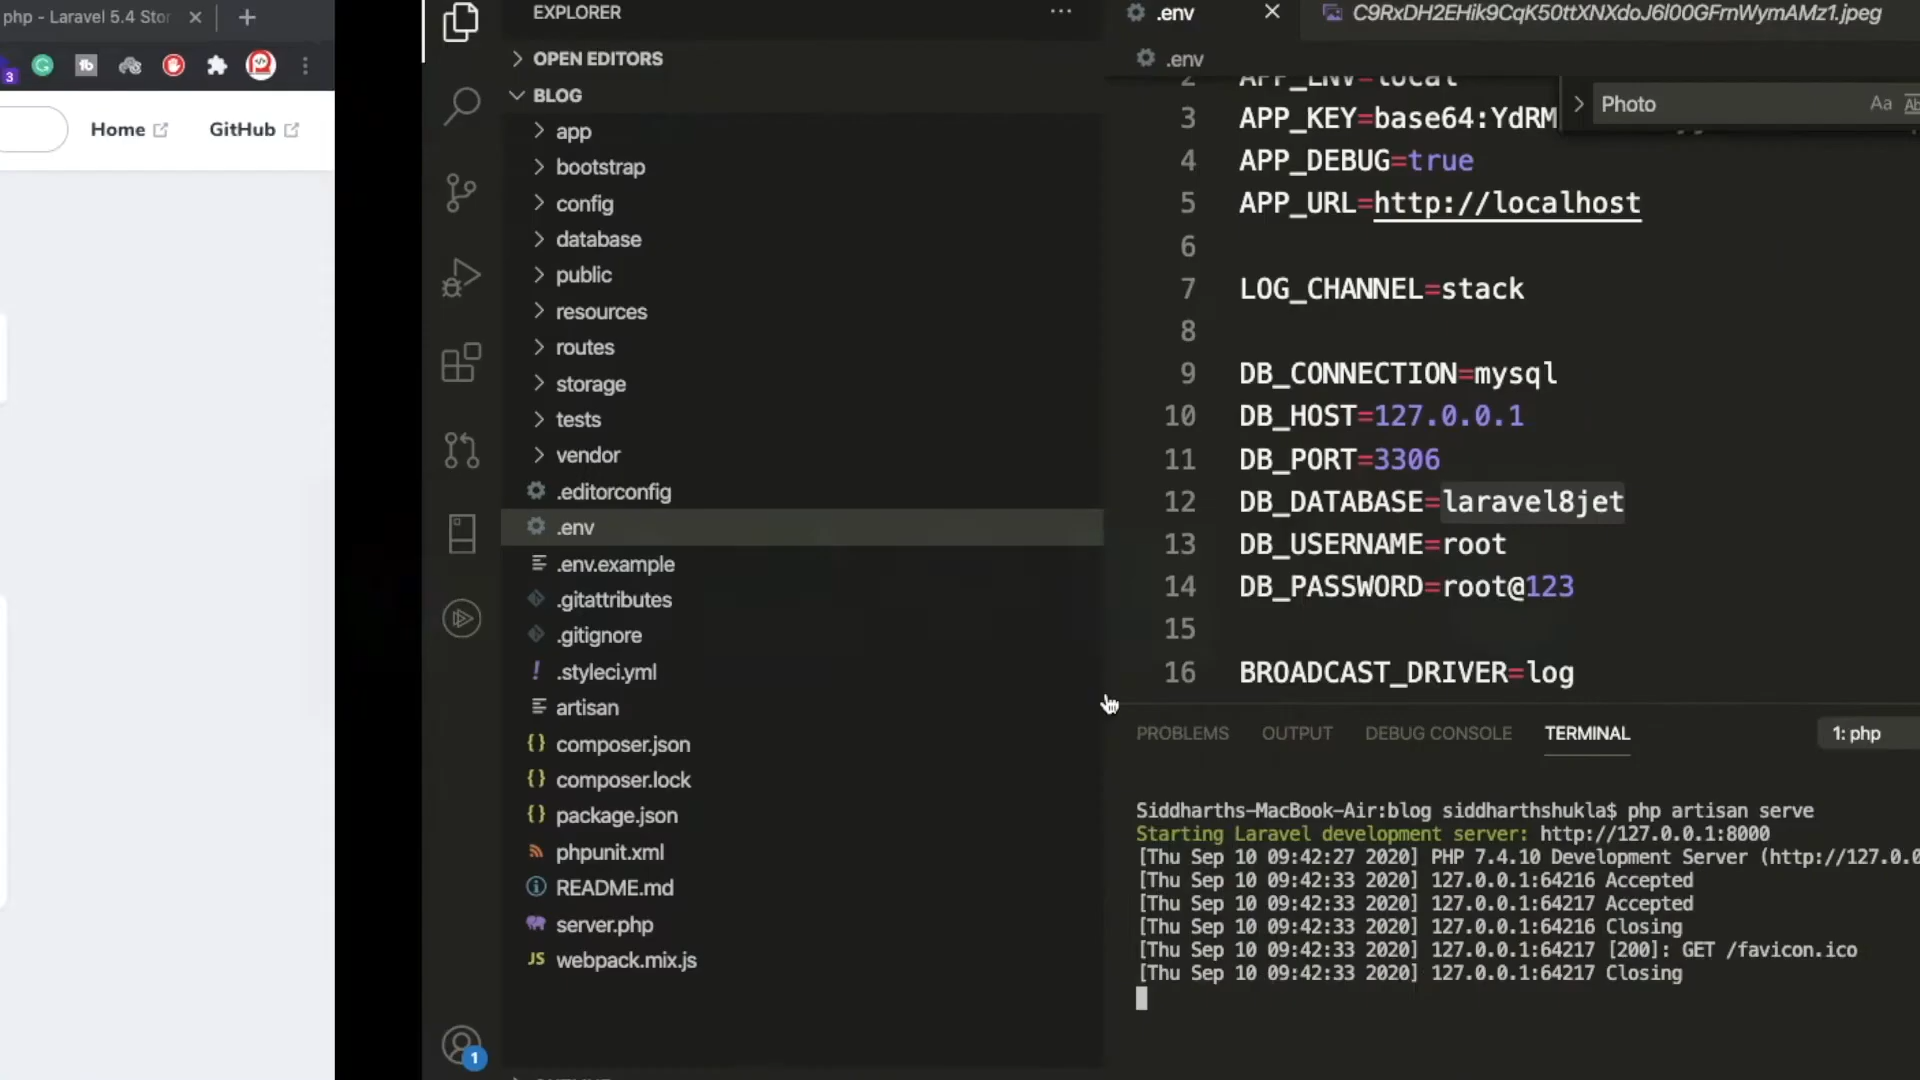 php - Laravel 5.4 Stor
3
Home
GitHub
EXPLORER
OPEN EDITORS
BLOG
app
bootstrap
config
database
public
resources
routes
storage
tests
vendor
.editorconfig
.env
.env.example
.gitattributes
.gitignore
.styleci.yml
artisan
composer.json
composer.lock
package.json
phpunit.xml
README.md
server.php
JS webpack.mix.js
1
.env
C9RxDH2EHik9CqK50ttXNXdoJ6l00GFrnWymAMz1.jpeg
.env
Photo
Aa
2 APP_ENV=local
3 APP_KEY=base64:YdRM
4 APP_DEBUG=true
5 APP_URL=http://localhost
6
7 LOG_CHANNEL=stack
8
9 DB_CONNECTION=mysql
10 DB_HOST=127.0.0.1
11 DB_PORT=3306
12 DB_DATABASE=laravel8jet
13 DB_USERNAME=root
14 DB_PASSWORD=root@123
15
16 BROADCAST_DRIVER=log
PROBLEMS OUTPUT DEBUG CONSOLE TERMINAL 1: php
Siddharths-MacBook-Air:blog siddharthshukla$ php artisan serve
Starting Laravel development server: http://127.0.0.1:8000
[Thu Sep 10 09:42:27 2020] PHP 7.4.10 Development Server (http://127.0.0
[Thu Sep 10 09:42:33 2020] 127.0.0.1:64216 Accepted
[Thu Sep 10 09:42:33 2020] 127.0.0.1:64217 Accepted
[Thu Sep 10 09:42:33 2020] 127.0.0.1:64216 Closing
[Thu Sep 10 09:42:33 2020] 127.0.0.1:64217 [200]: GET /favicon.ico
[Thu Sep 10 09:42:33 2020] 127.0.0.1:64217 Closing